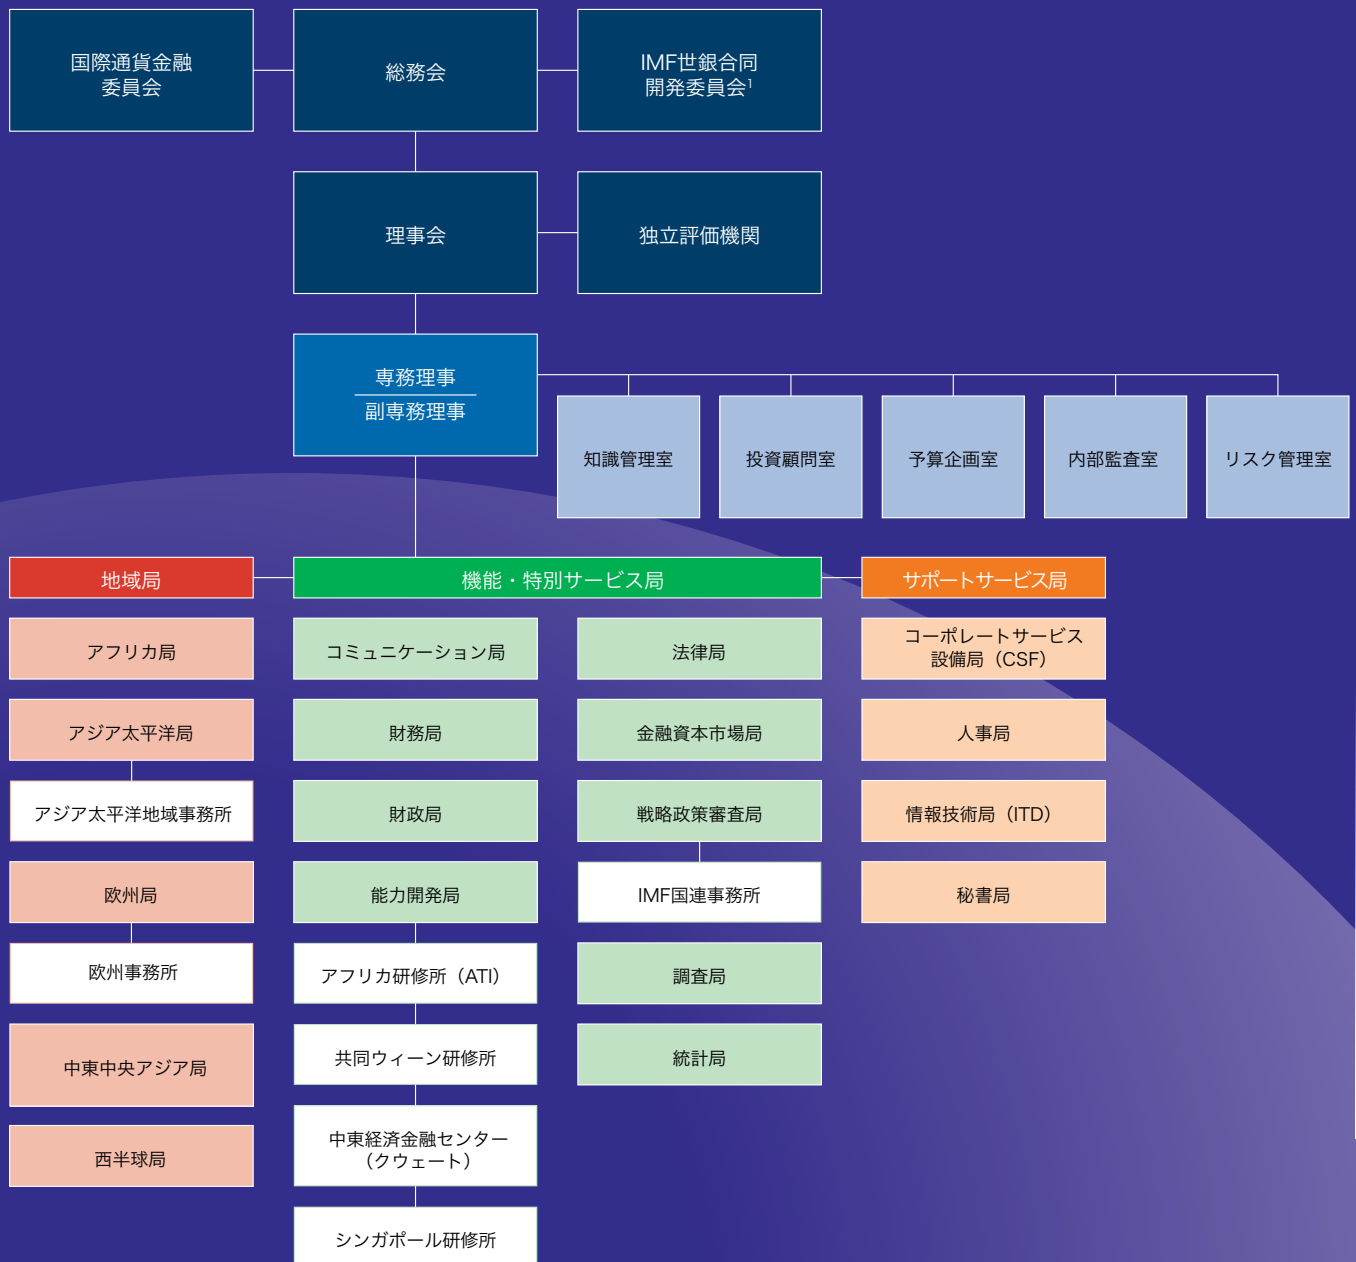 国際通貨金融
委員会
総務会
IMF世銀合同
開発委員会1
理事会
独立評価機関
専務理事
副専務理事
知識管理室
投資顧問室
予算企画室
内部監査室
リスク管理室
地域局
機能・特別サービス局
サポートサービス局
アフリカ局
コミュニケーション局
法律局
コーポレートサービス
設備局（CSF）
アジア太平洋局
財務局
金融資本市場局
人事局
アジア太平洋地域事務所
財政局
戦略政策審査局
情報技術局（ITD）
欧州局
能力開発局
IMF国連事務所
秘書局
欧州事務所
アフリカ研修所（ATI）
調査局
中東中央アジア局
共同ウィーン研修所
統計局
西半球局
中東経済金融センター
（クウェート）
シンガポール研修所